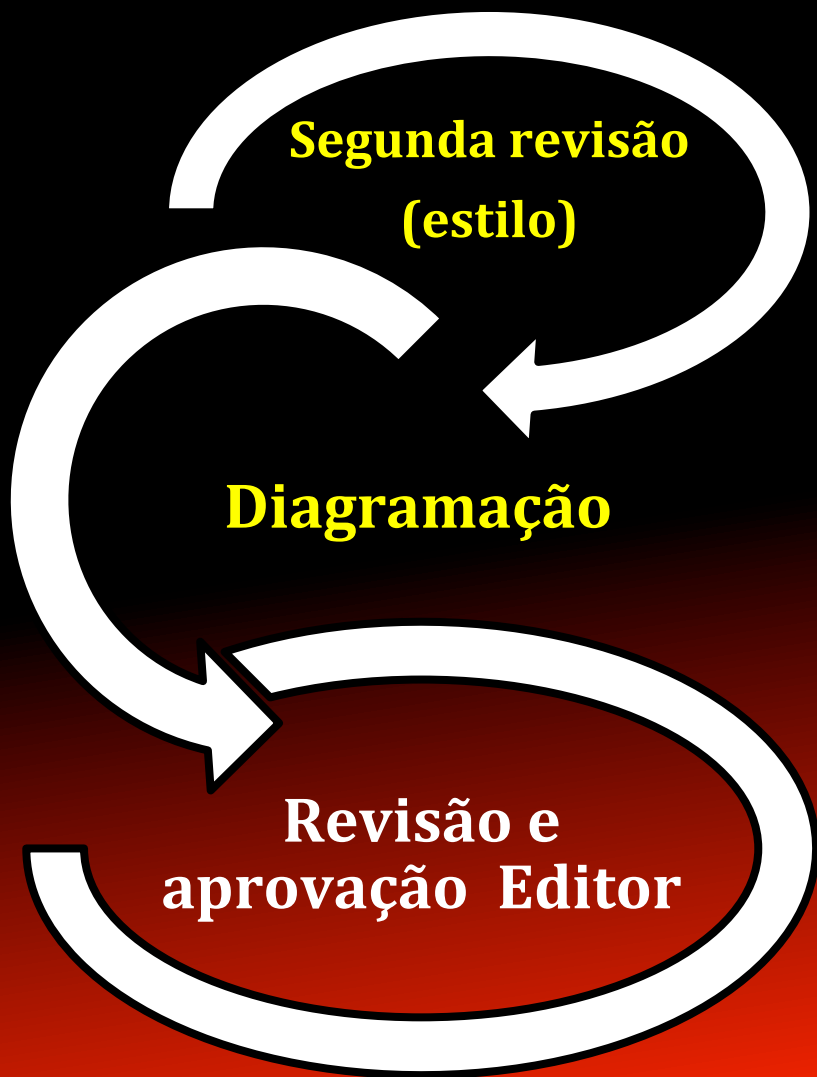 Segunda revisão
(estilo)
Diagramação
Revisão e
aprovação Editor